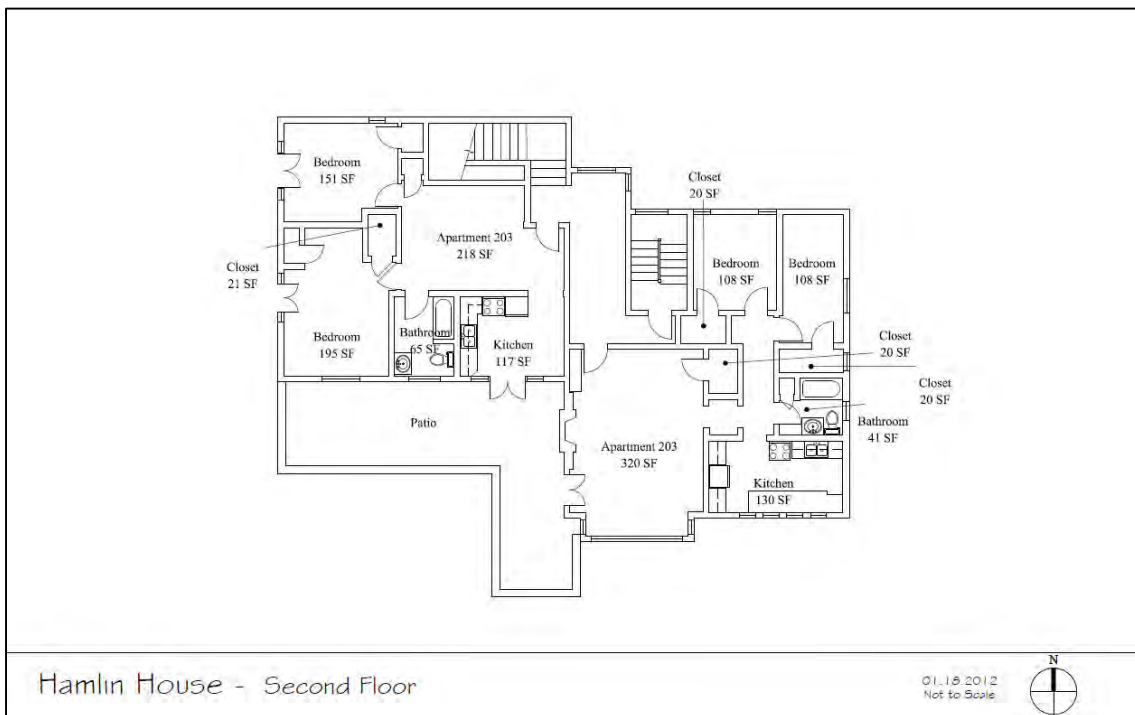 Closet
20 SF
Bedroom
151 SF
Apartment 203
218 SF
Bedroom
108 SF
Bedroom
108 SF
Closet
21 SF
Bedroom
195 SF
Bathroom
65 SF
Kitchen
117 SF
Closet
20 SF
Closet
20 SF
Patio
Apartment 203
320 SF
Bathroom
41 SF
Kitchen
130 SF
Hamlin House - Second Floor
01.18.2012
Not to Scale
N